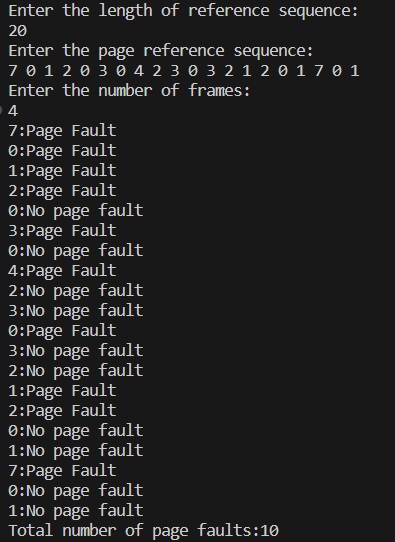 Enter the length of reference sequence:
20
Enter the page reference sequence:
7 0 1 2 0 3 0 4 2 3 0 3 2 1 2 0 1 7 0 1
Enter the number of frames:
4
7:Page Fault
0:Page Fault
1:Page Fault
2:Page Fault
0:No page fault
3:Page Fault
0:No page fault
4:Page Fault
2:No page fault
3:No page fault
0:Page Fault
3:No page fault
2:No page fault
1:Page Fault
2:Page Fault
0:No page fault
1:No page fault
7:Page Fault
0:No page fault
1:No page fault
Total number of page faults:10